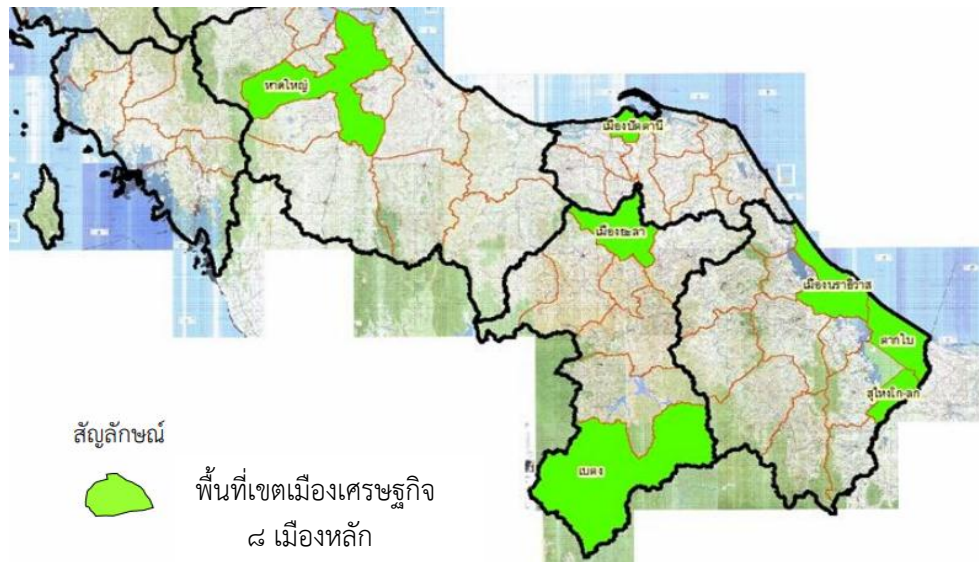 หาดใหญ่
เมืองปัตตานี
เมืองยะลา
เมืองนราธิวาส
ตากใบ
สุไหงโก-ลก
เบตง
สัญลักษณ์
พื้นที่เขตเมืองเศรษฐกิจ
๘ เมืองหลัก